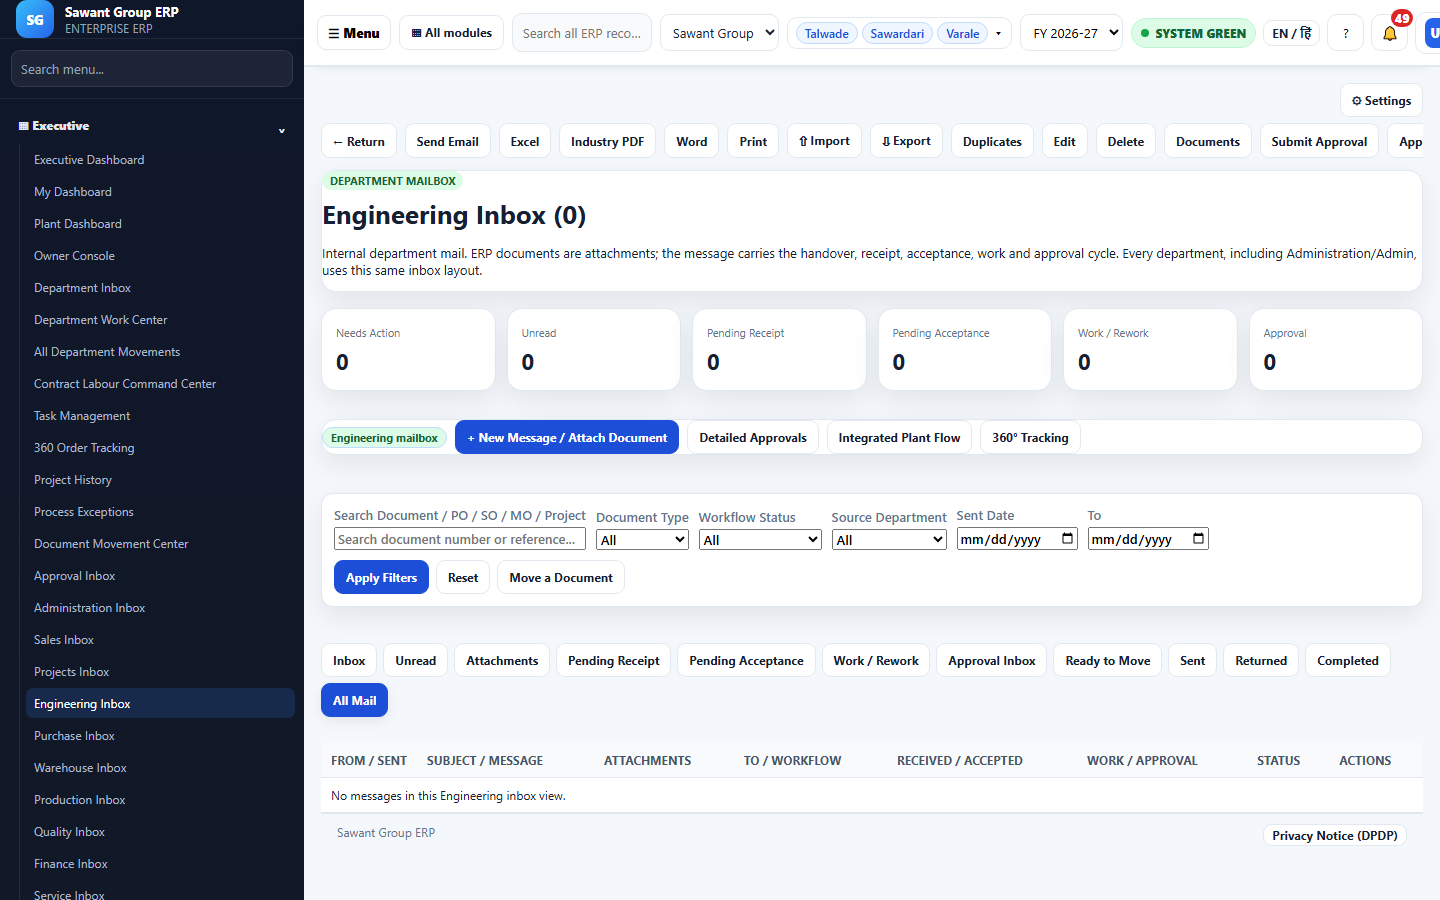 SG
Sawant Group ERP
ENTERPRISE ERP
Search menu...
Executive
Executive Dashboard
My Dashboard
Plant Dashboard
Owner Console
Department Inbox
Department Work Center
All Department Movements
Contract Labour Command Center
Task Management
360 Order Tracking
Project History
Process Exceptions
Document Movement Center
Approval Inbox
Administration Inbox
Sales Inbox
Projects Inbox
Engineering Inbox
Purchase Inbox
Warehouse Inbox
Production Inbox
Quality Inbox
Finance Inbox
Service Inbox
☰ Menu
All modules
Search all ERP reco...
Sawant Group
Talwade
Sawardari
Varale
FY 2026-27
SYSTEM GREEN
EN / हिं
?
49
U
⚙ Settings
← Return
Send Email
Excel
Industry PDF
Word
Print
⇧ Import
⇩ Export
Duplicates
Edit
Delete
Documents
Submit Approval
App
DEPARTMENT MAILBOX
Engineering Inbox (0)
Internal department mail. ERP documents are attachments; the message carries the handover, receipt, acceptance, work and approval cycle. Every department, including Administration/Admin,
uses this same inbox layout.
Needs Action
0
Unread
0
Pending Receipt
0
Pending Acceptance
0
Work / Rework
0
Approval
0
Engineering mailbox
+ New Message / Attach Document
Detailed Approvals
Integrated Plant Flow
360° Tracking
Search Document / PO / SO / MO / Project
Search document number or reference...
Document Type
All
Workflow Status
All
Source Department
All
Sent Date
mm/dd/yyyy
To
mm/dd/yyyy
Apply Filters
Reset
Move a Document
Inbox
Unread
Attachments
Pending Receipt
Pending Acceptance
Work / Rework
Approval Inbox
Ready to Move
Sent
Returned
Completed
All Mail
FROM / SENT
SUBJECT / MESSAGE
ATTACHMENTS
TO / WORKFLOW
RECEIVED / ACCEPTED
WORK / APPROVAL
STATUS
ACTIONS
No messages in this Engineering inbox view.
Sawant Group ERP
Privacy Notice (DPDP)